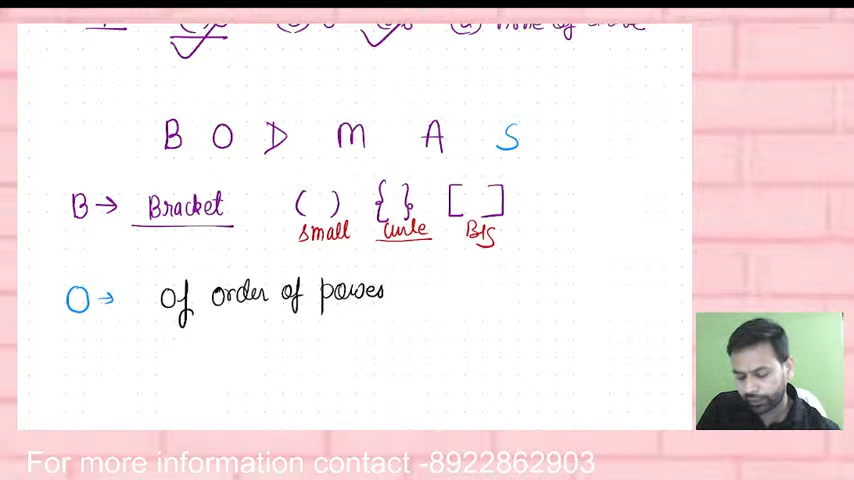 B O D M A S
B → Bracket ( ) { } [ ]
small curle Big
O → Of order of powes
For more information contact -8922862903